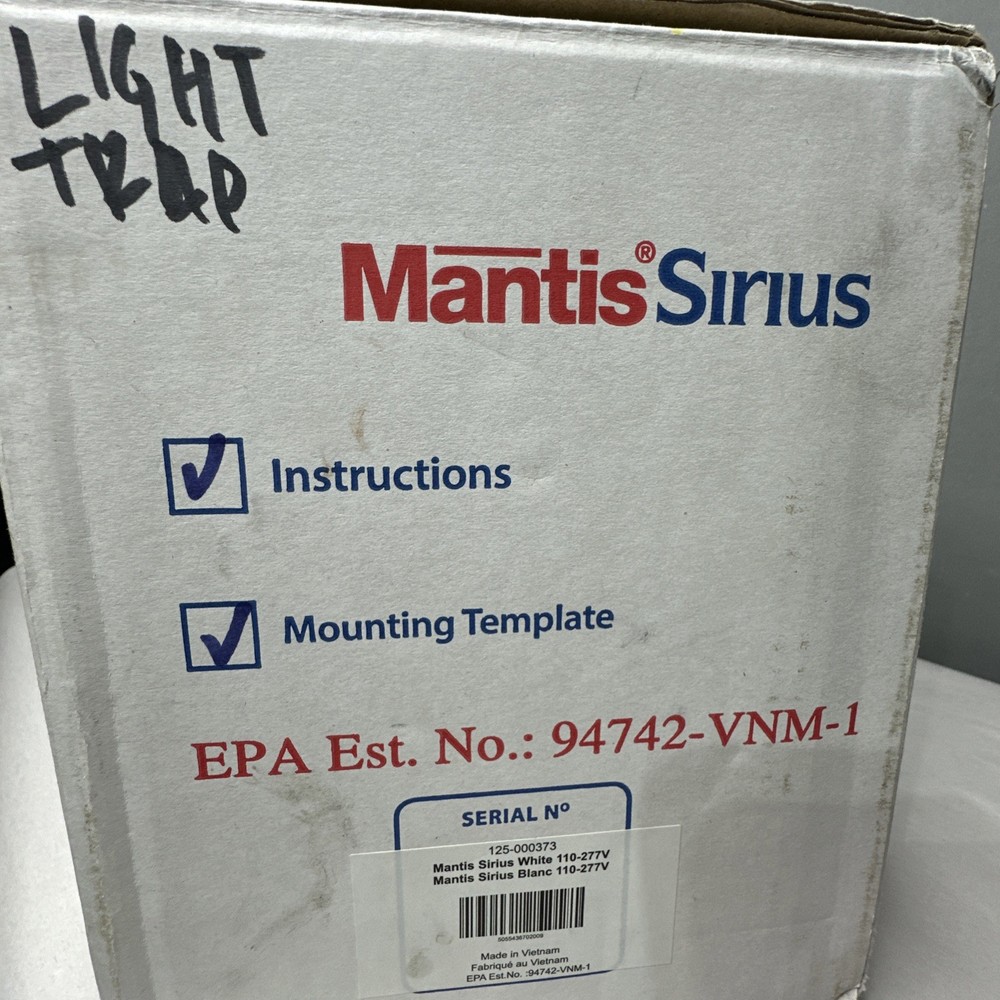 LIGHT
TRAP
Mantis® Sirius
Instructions
Mounting Template
EPA Est. No.: 94742-VNM-1
SERIAL Nº
125-000373
Mantis Sirius White 110-277V
Mantis Sirius Blanc 110-277V
5055436702009
Made in Vietnam
Fabriqué au Vietnam
EPA Est.No. :94742-VNM-1